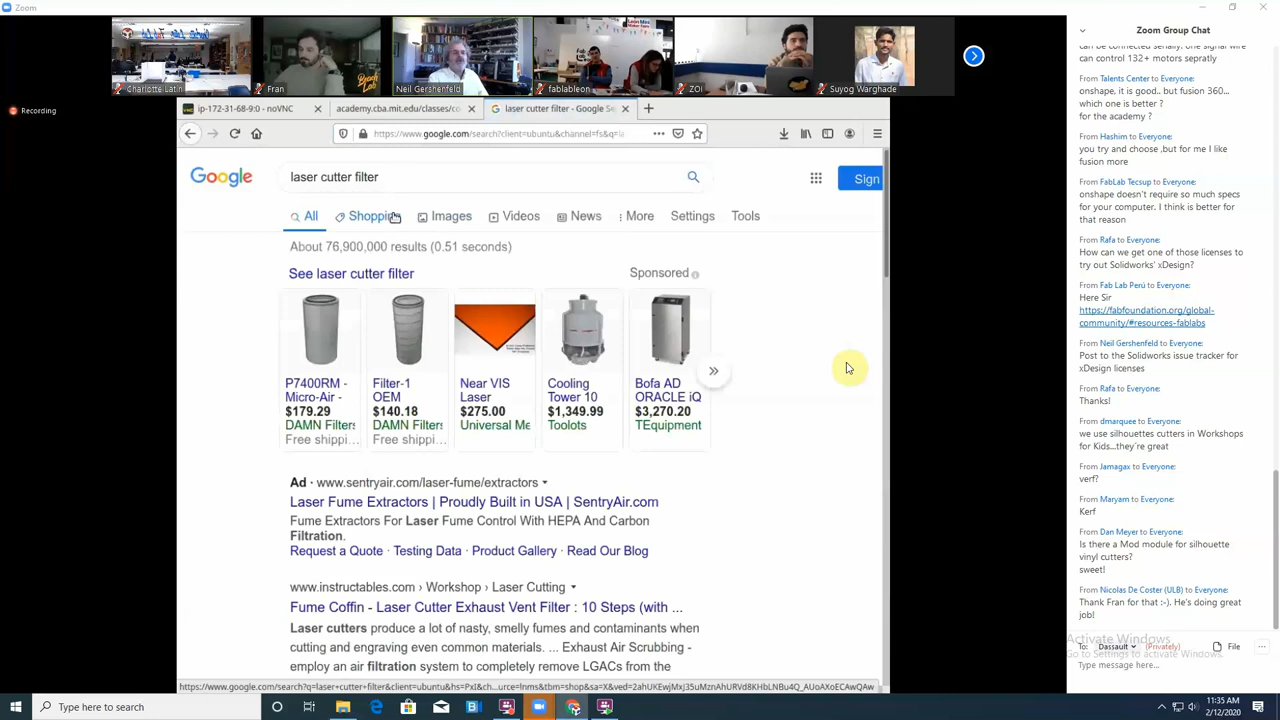 Zoom
Charlotte Latin
Fran
Neil Gershenfeld
fablableon
ZOI
Suyog Warghade
Recording
ip-172-31-68-9:0 - noVNC
academy.cba.mit.edu/classes/co
laser cutter filter - Google Se
https://www.google.com/search?client=ubuntu&channel=fs&q=la
Google
laser cutter filter
Sign
All
Shopping
Images
Videos
News
More
Settings
Tools
About 76,900,000 results (0.51 seconds)
See laser cutter filter
Sponsored
P7400RM -
Micro-Air -
$179.29
DAMN Filters
Free shippi…
Filter-1
OEM
$140.18
DAMN Filters
Free shippi…
Near VIS
Laser
$275.00
Universal Me
Cooling
Tower 10
$1,349.99
Toolots
Bofa AD
ORACLE iQ
$3,270.20
TEquipment
Ad · www.sentryair.com/laser-fume/extractors
Laser Fume Extractors | Proudly Built in USA | SentryAir.com
Fume Extractors For Laser Fume Control With HEPA And Carbon
Filtration.
Request a Quote · Testing Data · Product Gallery · Read Our Blog
www.instructables.com › Workshop › Laser Cutting
Fume Coffin - Laser Cutter Exhaust Vent Filter : 10 Steps (with ...
Laser cutters produce a lot of nasty, smelly fumes and contaminants when
cutting and engraving even common materials. ... Exhaust Air Scrubbing -
employ an air filtration system to completely remove LGACs from the
Zoom Group Chat
can be connected serially. One signal wire
can control 132+ motors sepratly
From Talents Center to Everyone:
onshape, it is good.. but fusion 360...
which one is better ?
for the academy ?
From Hashim to Everyone:
you try and choose ,but for me I like
fusion more
From FabLab Tecsup to Everyone:
onshape doesn't require so much specs
for your computer. I think is better for
that reason
From Rafa to Everyone:
How can we get one of those licenses to
try out Solidworks' xDesign?
From Fab Lab Perú to Everyone:
Here Sir
https://fabfoundation.org/global-
community/#resources-fablabs
From Neil Gershenfeld to Everyone:
Post to the Solidworks issue tracker for
xDesign licenses
From Rafa to Everyone:
Thanks!
From dmarquee to Everyone:
we use silhouettes cutters in Workshops
for Kids...they´re great
From Jamagax to Everyone:
verf?
From Maryam to Everyone:
Kerf
From Dan Meyer to Everyone:
Is there a Mod module for silhouette
vinyl cutters?
sweet!
From Nicolas De Coster (ULB) to Everyone:
Thank Fran for that :-). He's doing great
job!
Activate Windows
Go to Settings to activate Windows.
To: Dassault (Privately) File
Type message here...
Type here to search
11:35 AM
2/12/2020